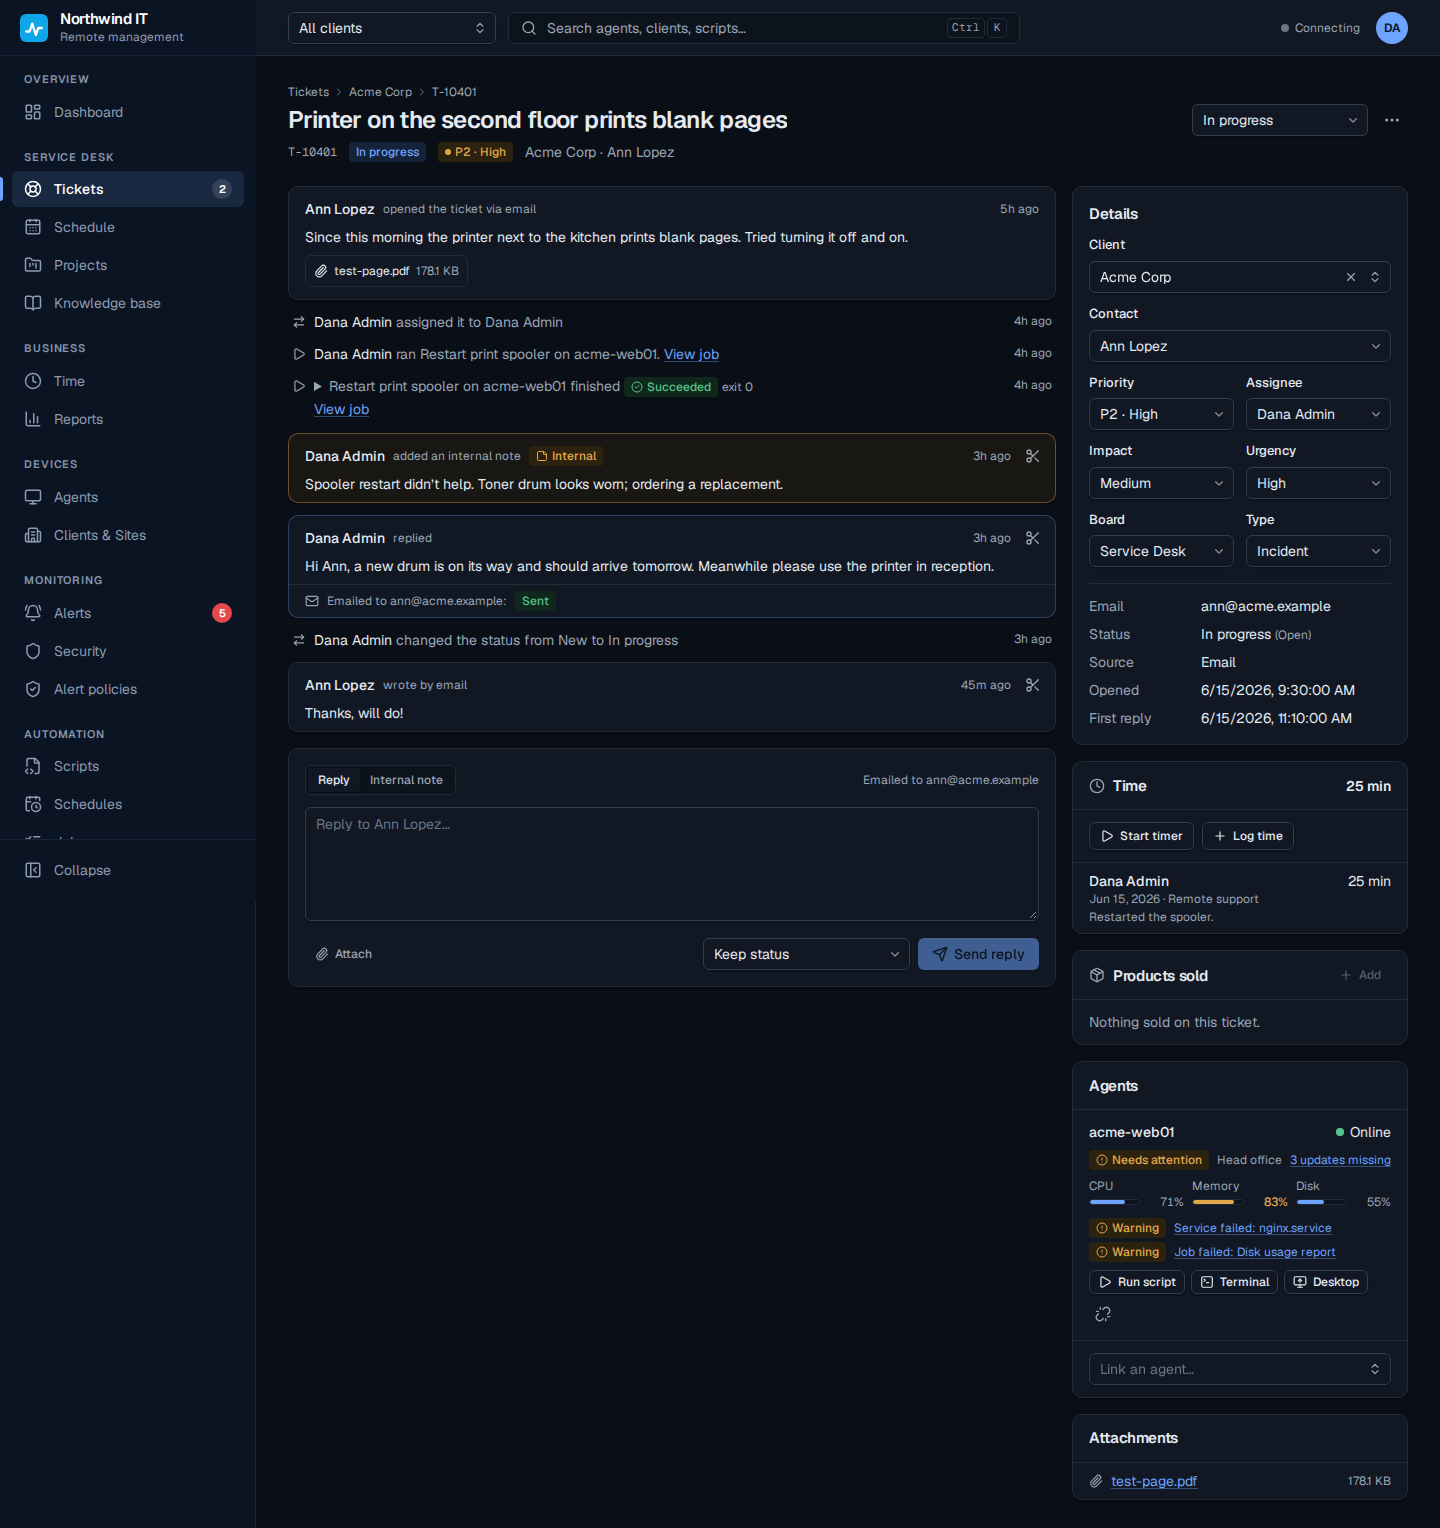 Northwind IT
Remote management
All clients
Search agents, clients, scripts...
Ctrl K
Connecting
DA
OVERVIEW
Dashboard
SERVICE DESK
Tickets 2
Schedule
Projects
Knowledge base
BUSINESS
Time
Reports
DEVICES
Agents
Clients & Sites
MONITORING
Alerts 5
Security
Alert policies
AUTOMATION
Scripts
Schedules
Collapse
Tickets > Acme Corp > T-10401
Printer on the second floor prints blank pages
T-10401 In progress P2 · High Acme Corp · Ann Lopez
In progress
Ann Lopez opened the ticket via email 5h ago
Since this morning the printer next to the kitchen prints blank pages. Tried turning it off and on.
test-page.pdf 178.1 KB
Dana Admin assigned it to Dana Admin 4h ago
Dana Admin ran Restart print spooler on acme-web01. View job 4h ago
Restart print spooler on acme-web01 finished Succeeded exit 0 4h ago
View job
Dana Admin added an internal note Internal 3h ago
Spooler restart didn't help. Toner drum looks worn; ordering a replacement.
Dana Admin replied 3h ago
Hi Ann, a new drum is on its way and should arrive tomorrow. Meanwhile please use the printer in reception.
Emailed to ann@acme.example: Sent
Dana Admin changed the status from New to In progress 3h ago
Ann Lopez wrote by email 45m ago
Thanks, will do!
Reply Internal note Emailed to ann@acme.example
Reply to Ann Lopez...
Attach
Keep status
Send reply
Details
Client
Acme Corp
Contact
Ann Lopez
Priority Assignee
P2 · High Dana Admin
Impact Urgency
Medium High
Board Type
Service Desk Incident
Email ann@acme.example
Status In progress (Open)
Source Email
Opened 6/15/2026, 9:30:00 AM
First reply 6/15/2026, 11:10:00 AM
Time 25 min
Start timer Log time
Dana Admin 25 min
Jun 15, 2026 · Remote support
Restarted the spooler.
Products sold Add
Nothing sold on this ticket.
Agents
acme-web01 Online
Needs attention Head office 3 updates missing
CPU Memory Disk
71% 83% 55%
Warning Service failed: nginx.service
Warning Job failed: Disk usage report
Run script Terminal Desktop
Link an agent...
Attachments
test-page.pdf 178.1 KB